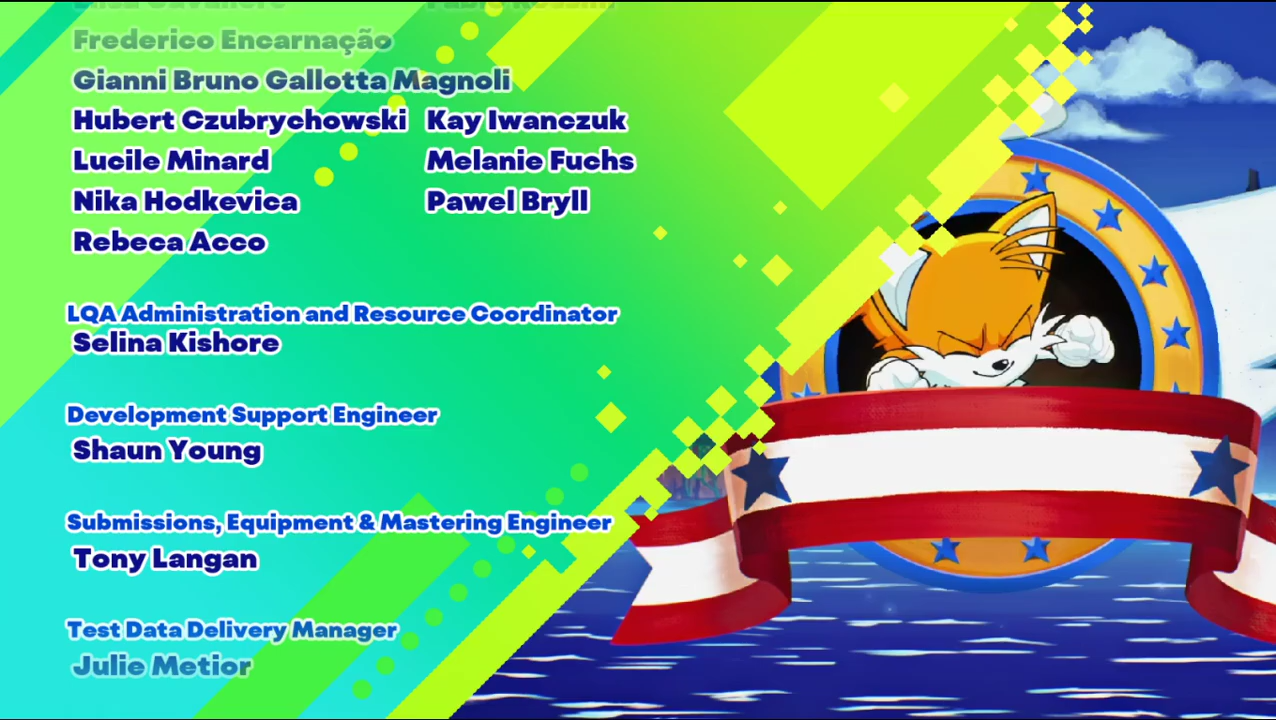 Frederico Encarnação
Gianni Bruno Gallotta Magnoli
Hubert Czubrychowski Kay Iwanczuk
Lucile Minard Melanie Fuchs
Nika Hodkevica Pawel Bryll
Rebeca Acco
LQA Administration and Resource Coordinator
Selina Kishore
Development Support Engineer
Shaun Young
Submissions, Equipment & Mastering Engineer
Tony Langan
Test Data Delivery Manager
Julie Metior